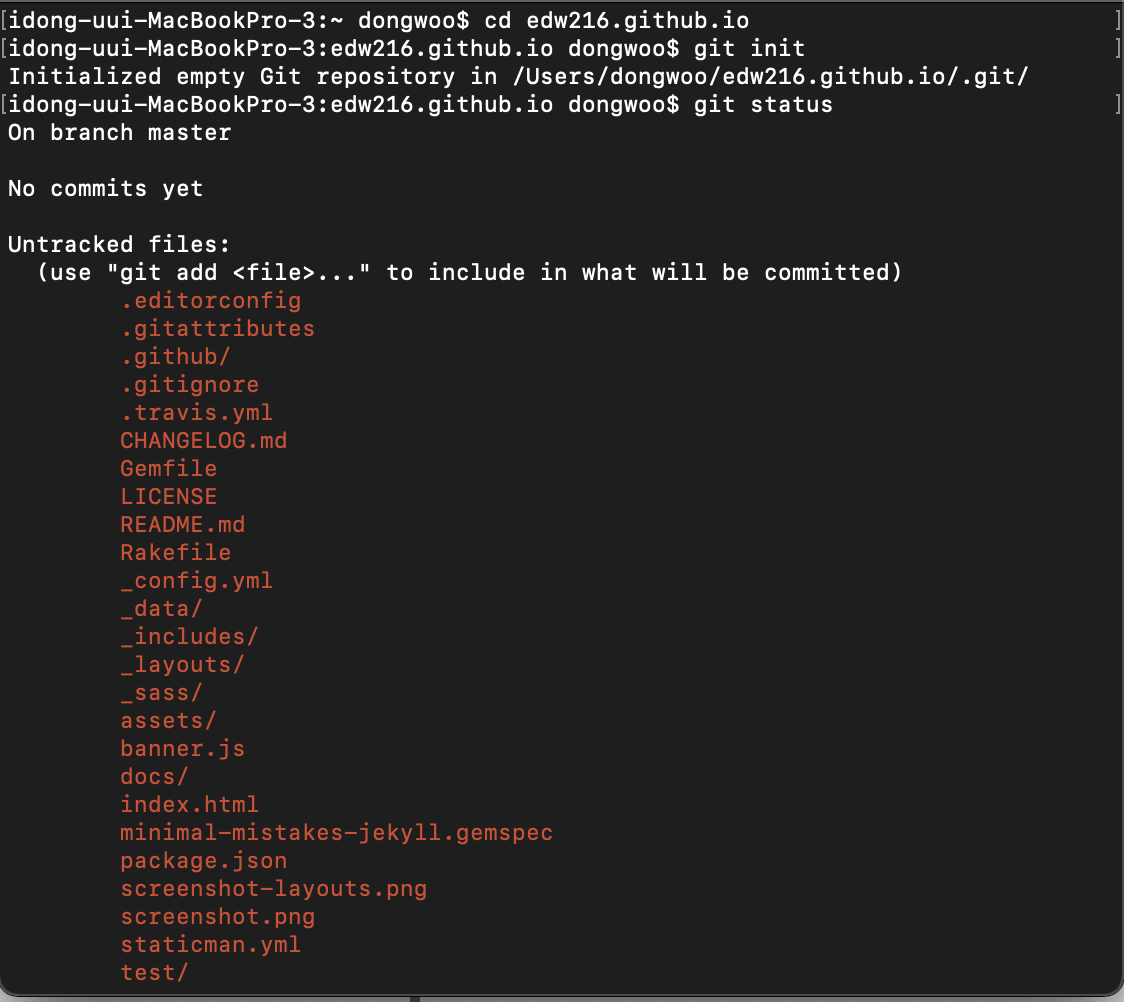 [idong-uui-MacBookPro-3:~ dongwoo$ cd edw216.github.io ]
[idong-uui-MacBookPro-3:edw216.github.io dongwoo$ git init ]
Initialized empty Git repository in /Users/dongwoo/edw216.github.io/.git/
[idong-uui-MacBookPro-3:edw216.github.io dongwoo$ git status ]
On branch master
No commits yet
Untracked files:
(use "git add <file>..." to include in what will be committed)
.editorconfig
.gitattributes
.github/
.gitignore
.travis.yml
CHANGELOG.md
Gemfile
LICENSE
README.md
Rakefile
_config.yml
_data/
_includes/
_layouts/
_sass/
assets/
banner.js
docs/
index.html
minimal-mistakes-jekyll.gemspec
package.json
screenshot-layouts.png
screenshot.png
staticman.yml
test/